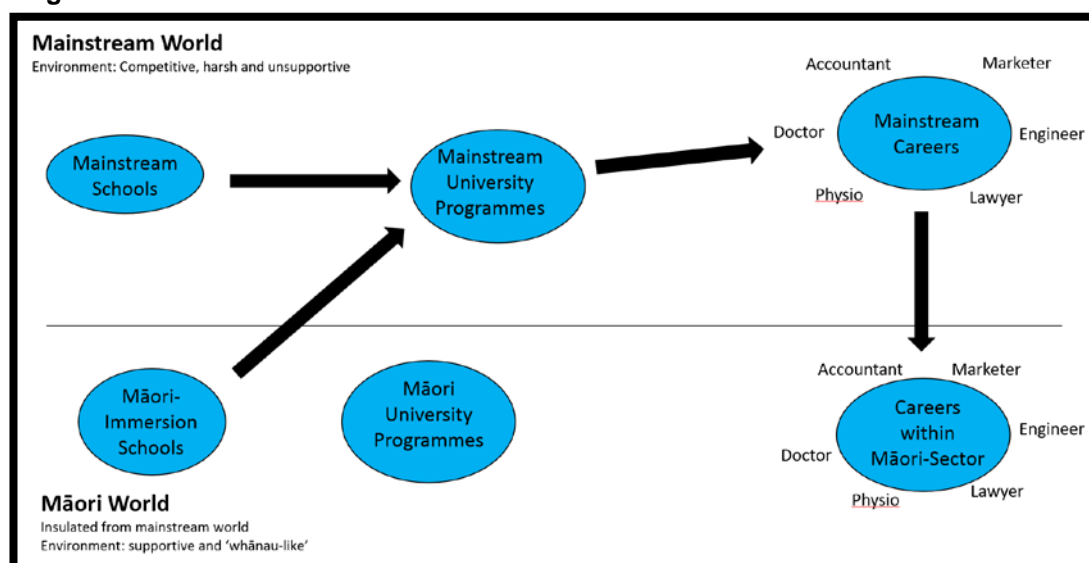 Mainstream World
Environment: Competitive, harsh and unsupportive
Accountant
Marketer
Doctor
Mainstream
Careers
Engineer
Physio
Lawyer
Mainstream
Schools
Mainstream
University
Programmes
Māori-
Immersion
Schools
Māori
University
Programmes
Accountant
Marketer
Careers
within
Māori-Sector
Engineer
Doctor
Physio
Lawyer
Māori World
Insulated from mainstream world
Environment: supportive and ‘whānau-like’